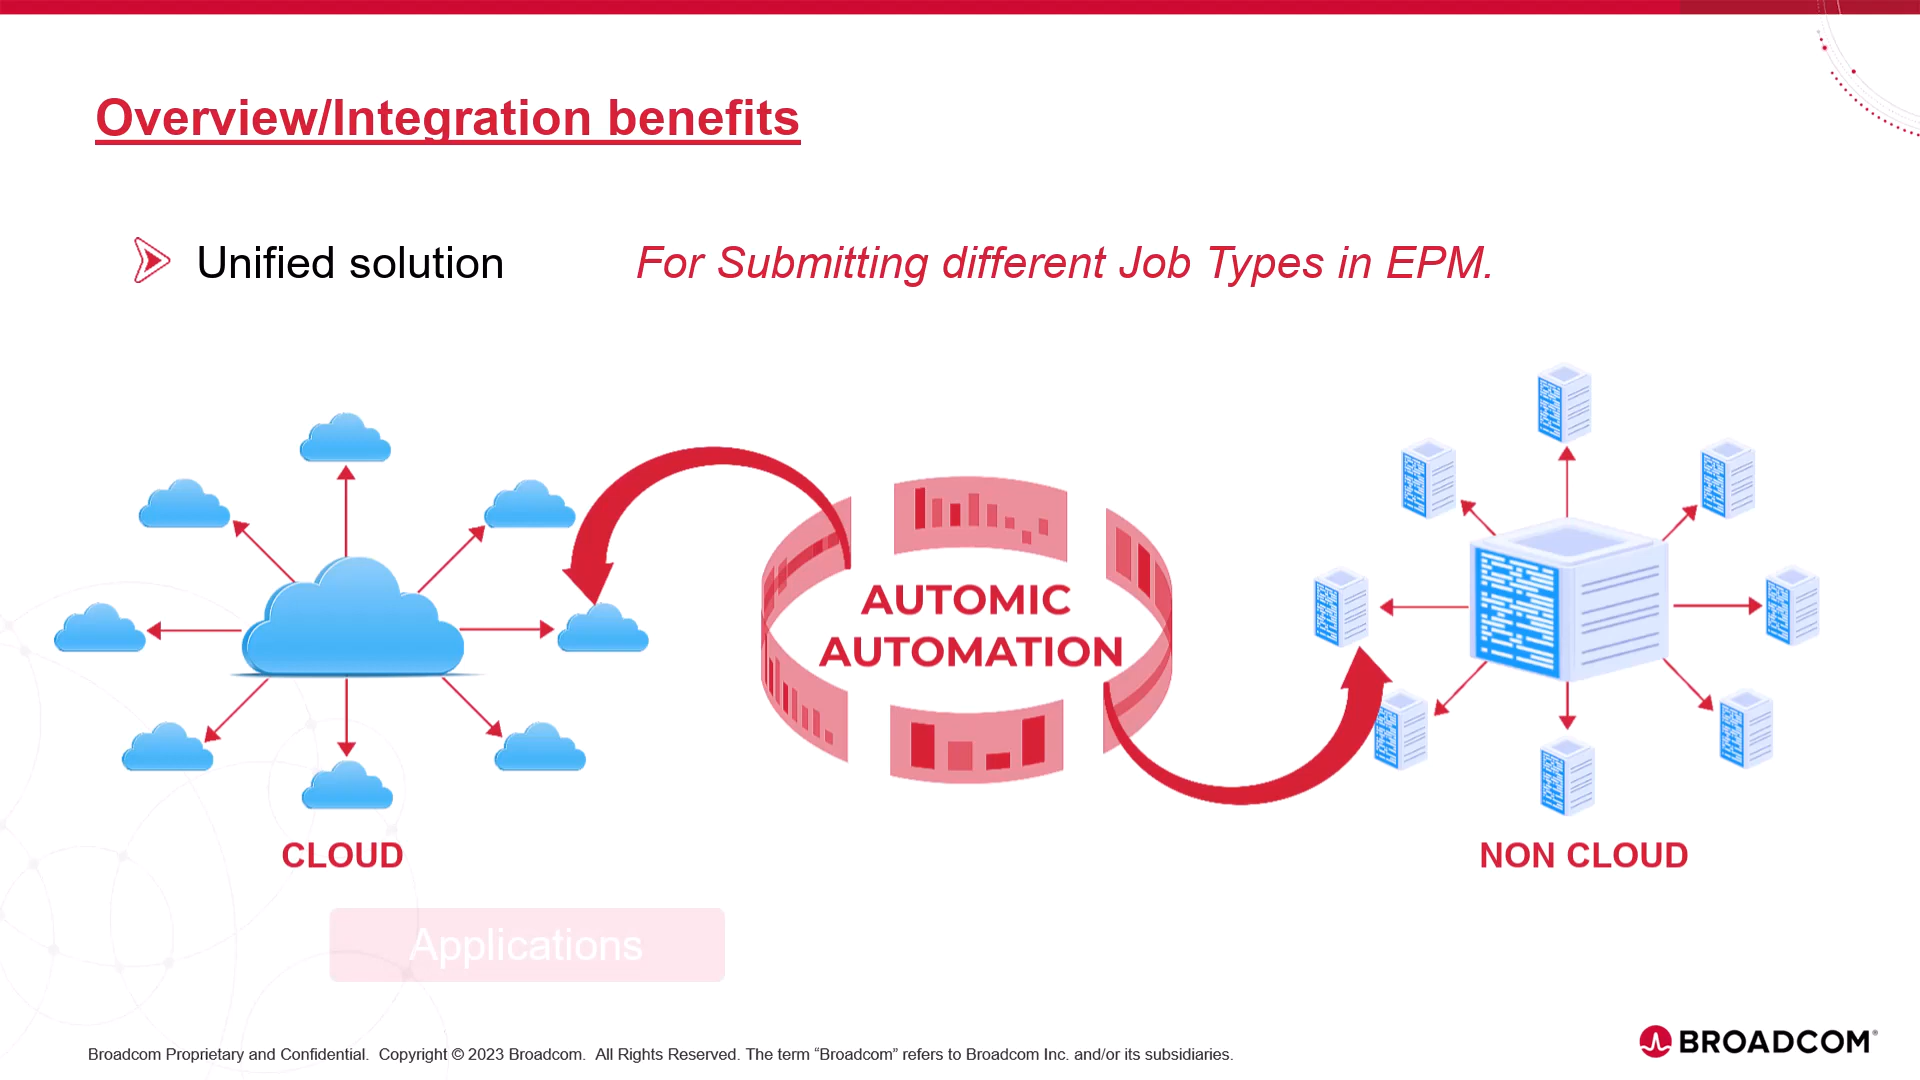 Overview/Integration benefits
Unified solution For Submitting different Job Types in EPM.
AUTOMIC
AUTOMATION
CLOUD
NON CLOUD
Applications
Broadcom Proprietary and Confidential. Copyright © 2023 Broadcom. All Rights Reserved. The term “Broadcom” refers to Broadcom Inc. and/or its subsidiaries.
BROADCOM®